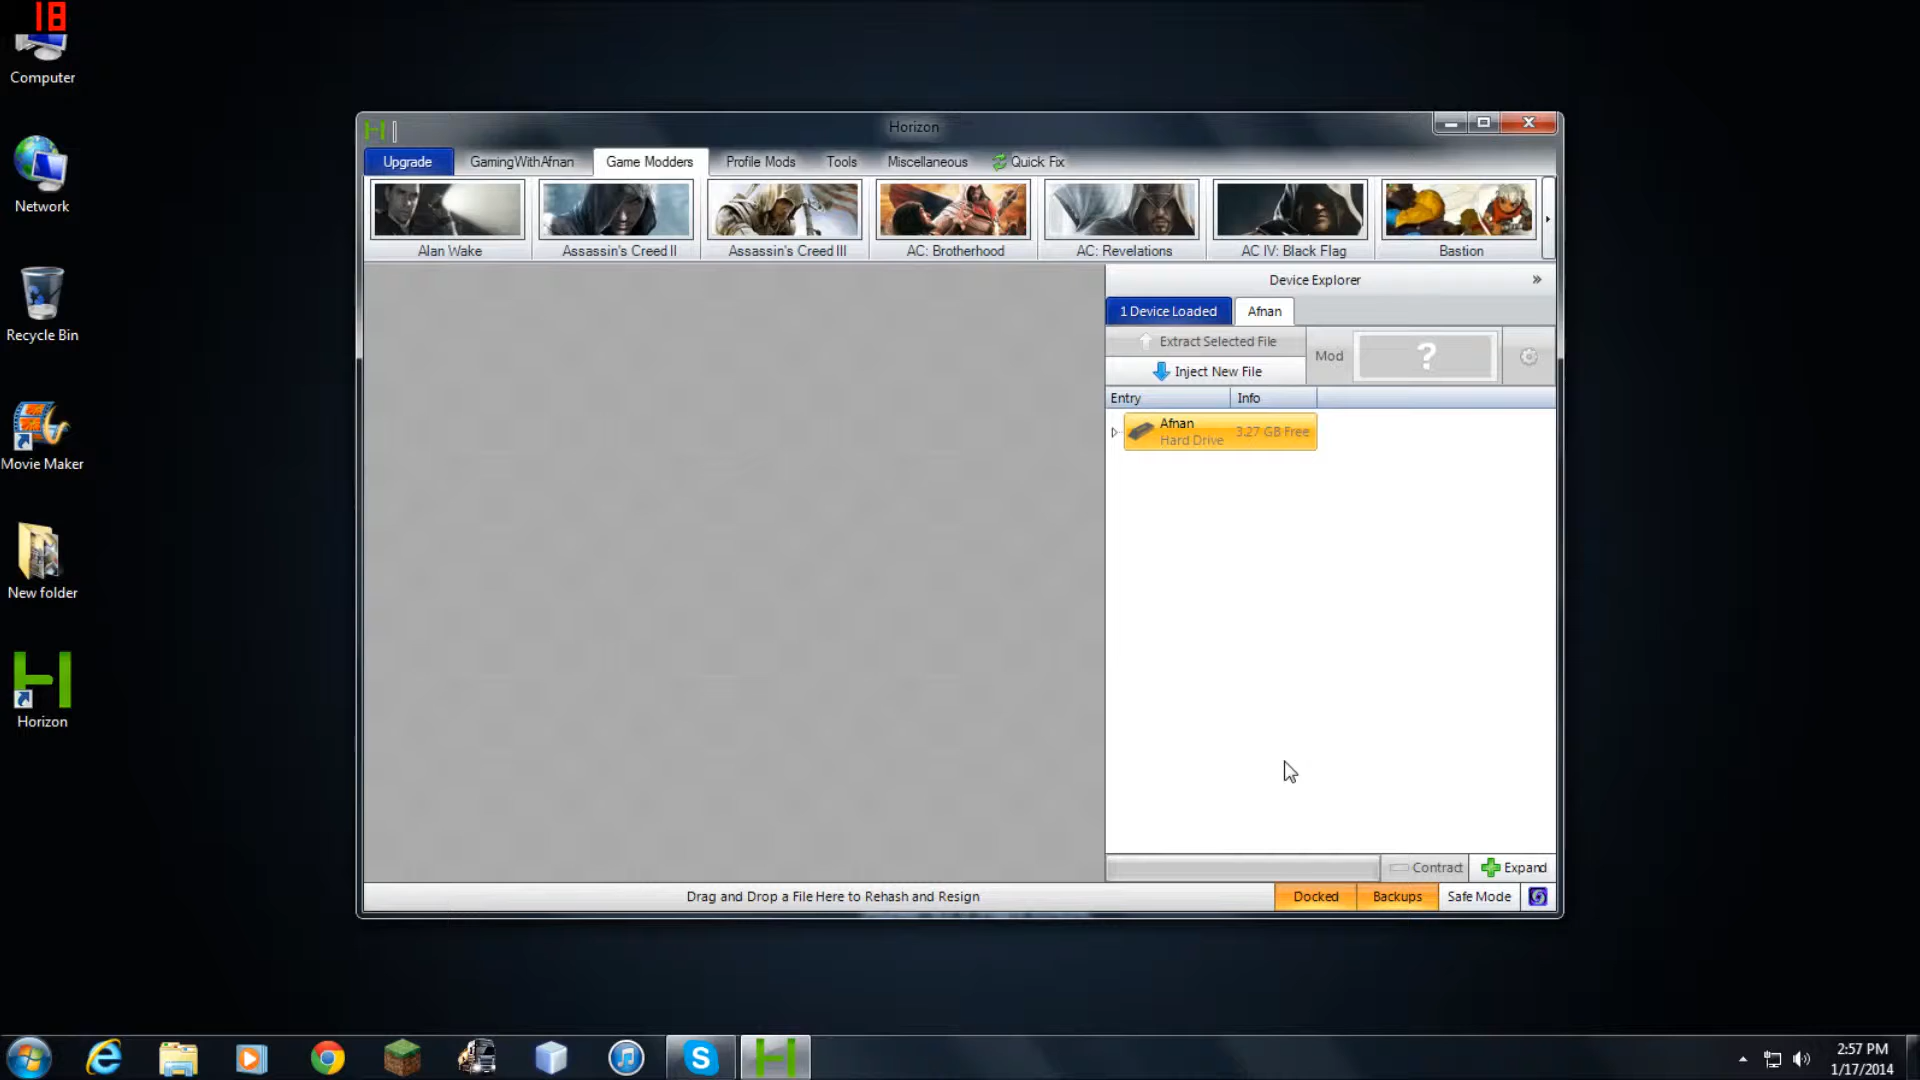 18
Computer
Network
Recycle Bin
Movie Maker
New folder
Horizon
Horizon
Upgrade GamingWithAfnan Game Modders Profile Mods Tools Miscellaneous Quick Fix
Alan Wake Assassin's Creed II Assassin's Creed III AC: Brotherhood AC: Revelations AC IV: Black Flag Bastion
Device Explorer »
1 Device Loaded Afnan
Extract Selected File
Mod ?
Inject New File
Entry Info
Afnan
Hard Drive 3.27 GB Free
Contract Expand
Drag and Drop a File Here to Rehash and Resign Docked Backups Safe Mode
2:57 PM
1/17/2014